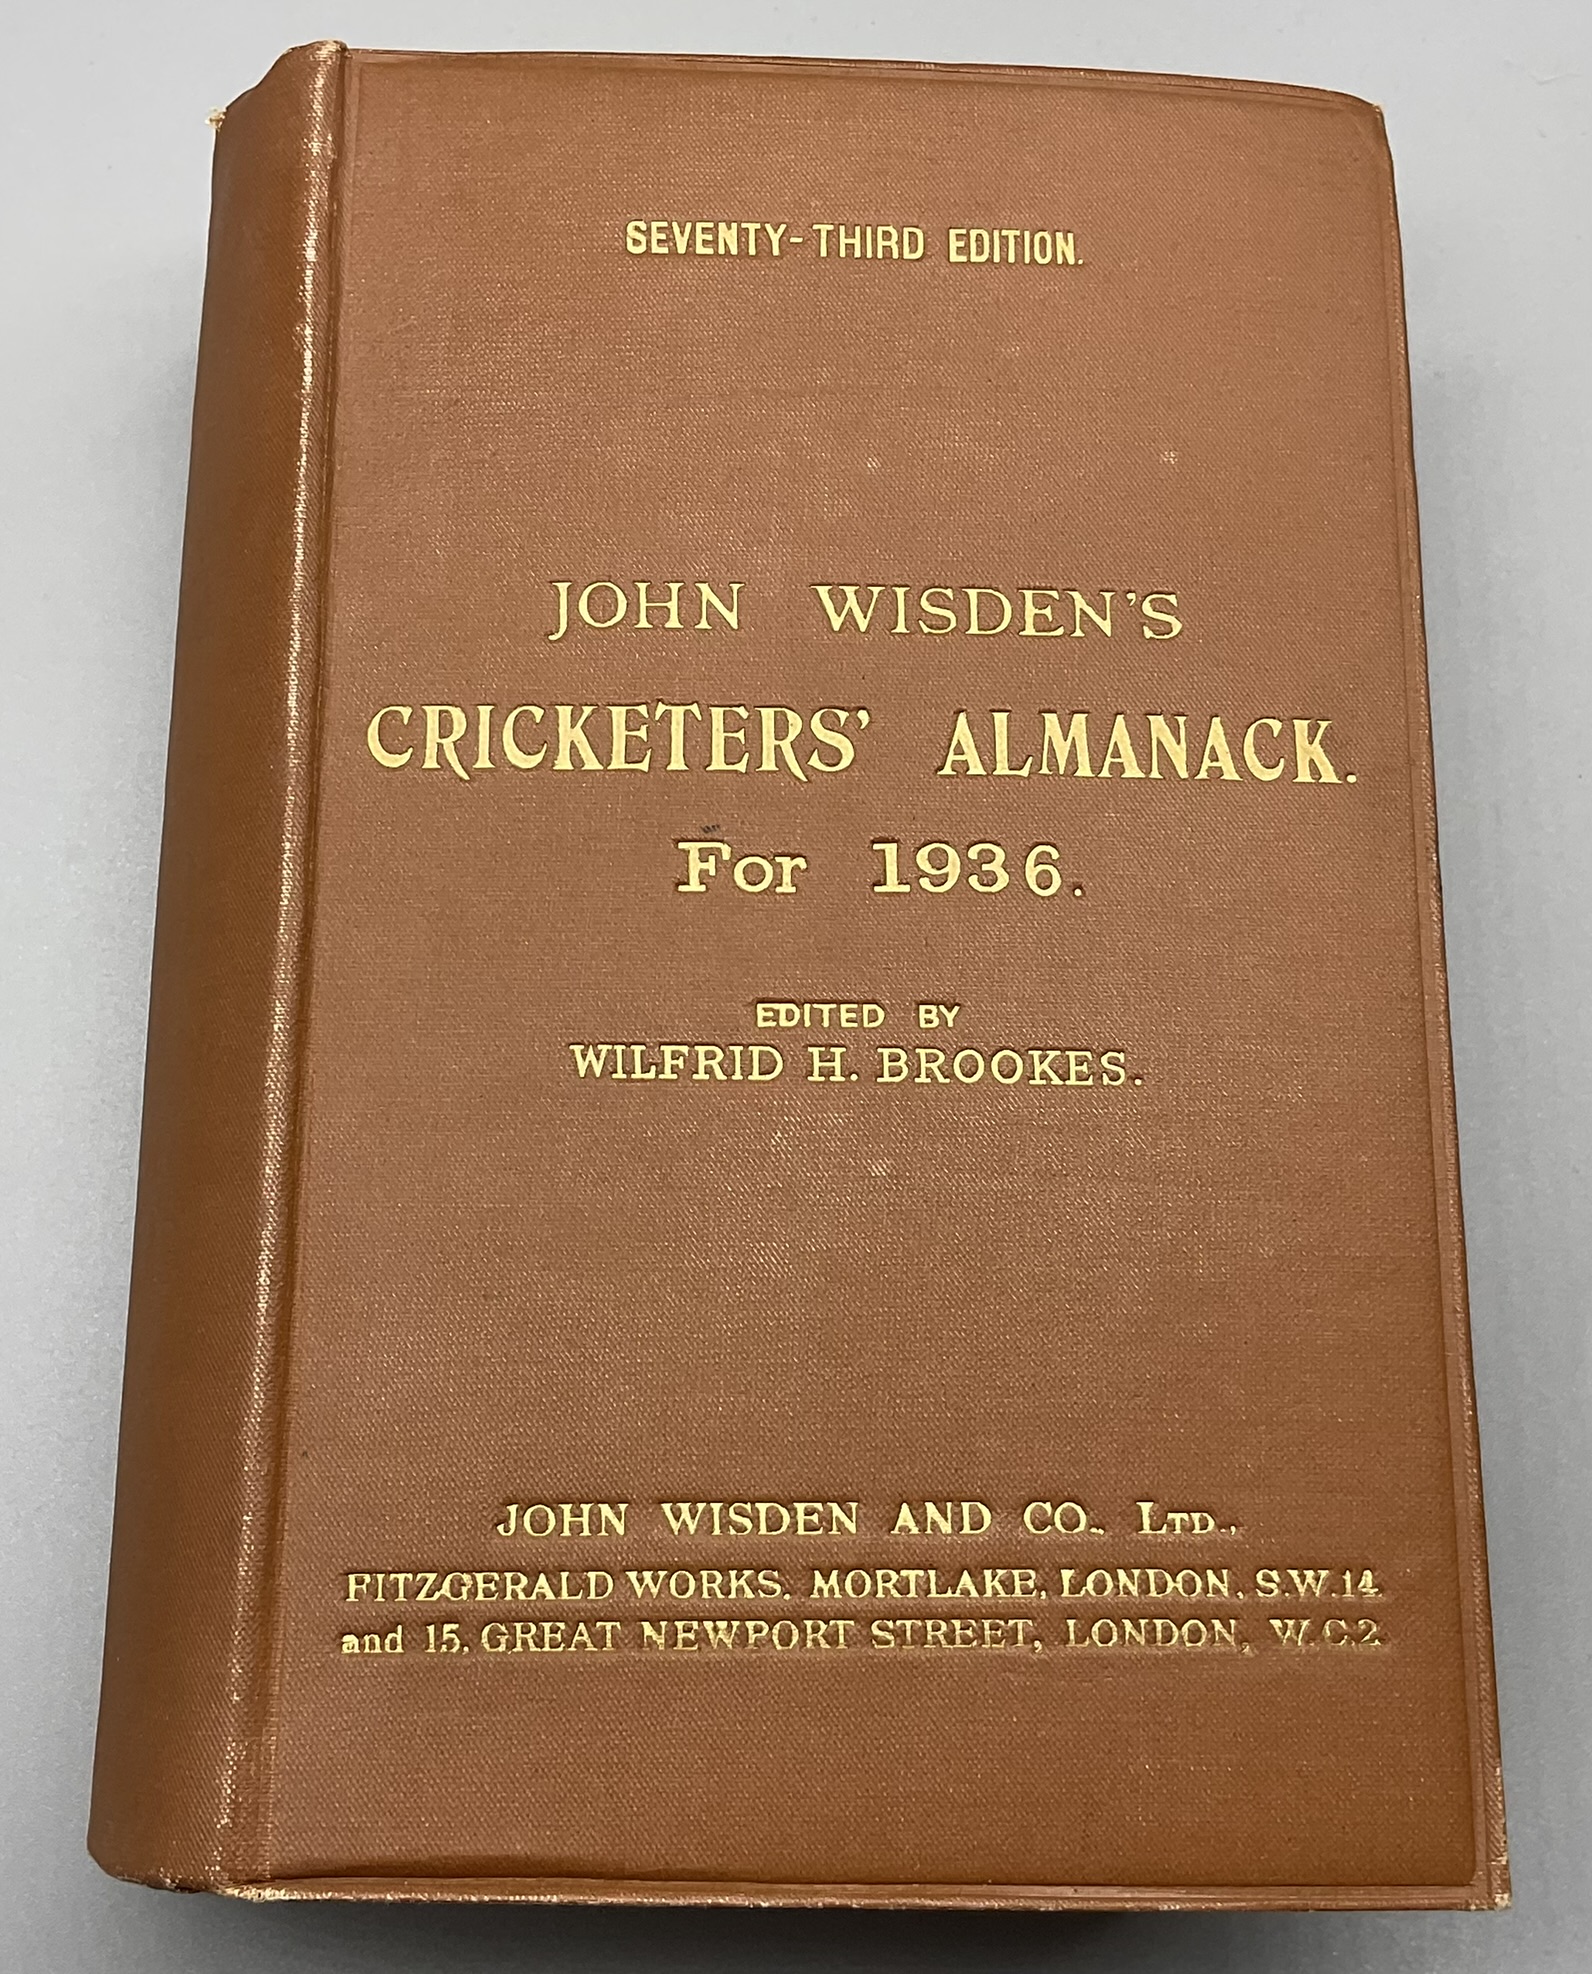 SEVENTY-THIRD EDITION.
JOHN WISDEN'S
CRICKETERS' ALMANACK.
For 1936.
EDITED BY
WILFRID H. BROOKES.
JOHN WISDEN AND CO., LTD.,
FITZGERALD WORKS, MORTLAKE, LONDON, S.W.14
and 15, GREAT NEWPORT STREET, LONDON, W.C.2